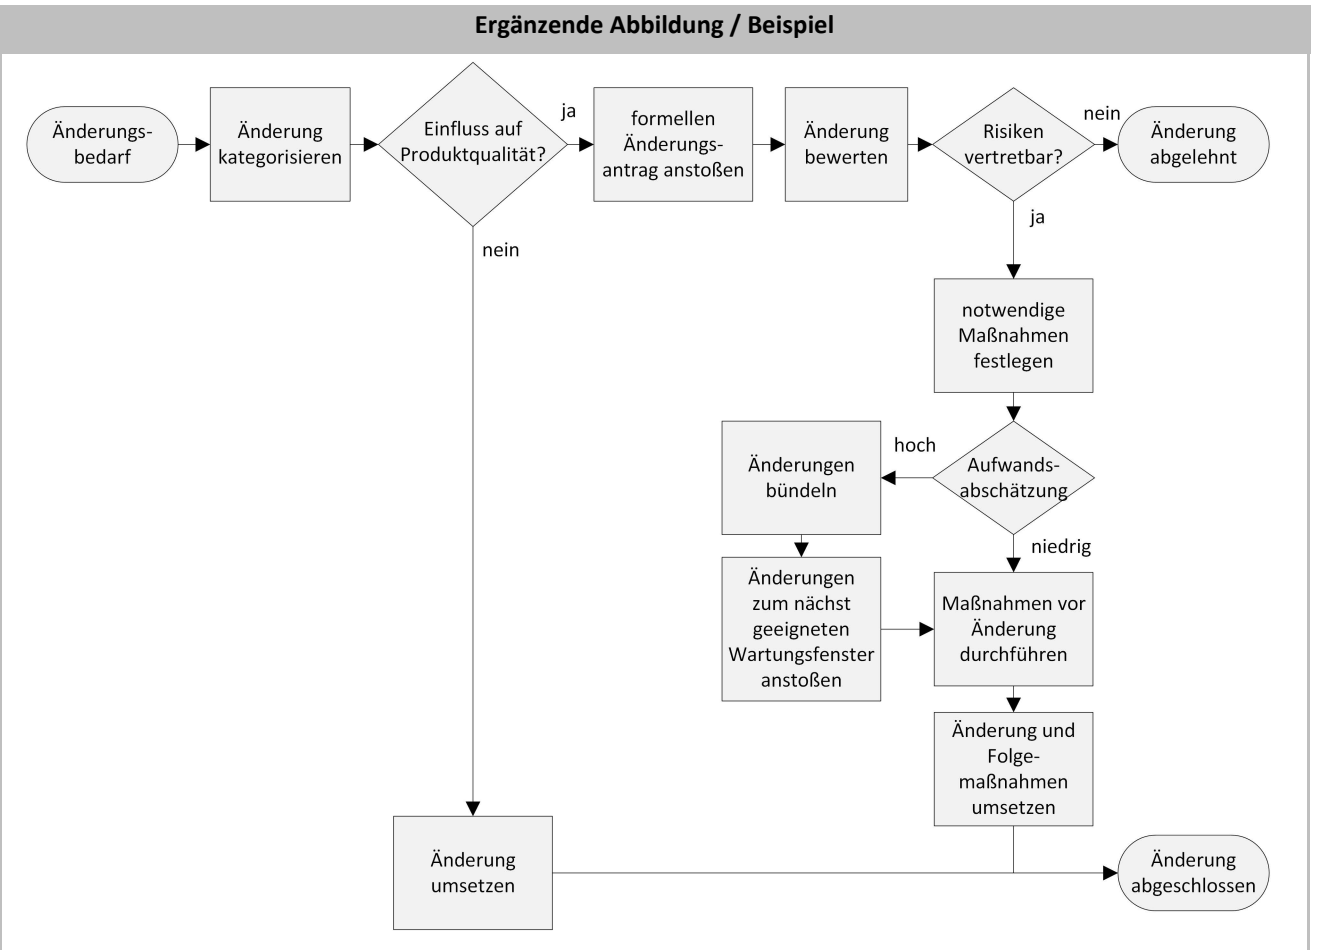 Ergänzende Abbildung / Beispiel
Änderungs-
bedarf
Änderung
kategorisieren
Einfluss auf
Produktqualität?
ja
formellen
Änderungs-
antrag anstoßen
Änderung
bewerten
Risiken
vertretbar?
nein
Änderung
abgelehnt
nein
ja
notwendige
Maßnahmen
festlegen
Änderungen
bündeln
hoch
Aufwands-
abschätzung
niedrig
Änderungen
zum nächst
geeigneten
Wartungsfenster
anstoßen
Maßnahmen vor
Änderung
durchführen
Änderung und
Folge-
maßnahmen
umsetzen
Änderung
umsetzen
Änderung
abgeschlossen